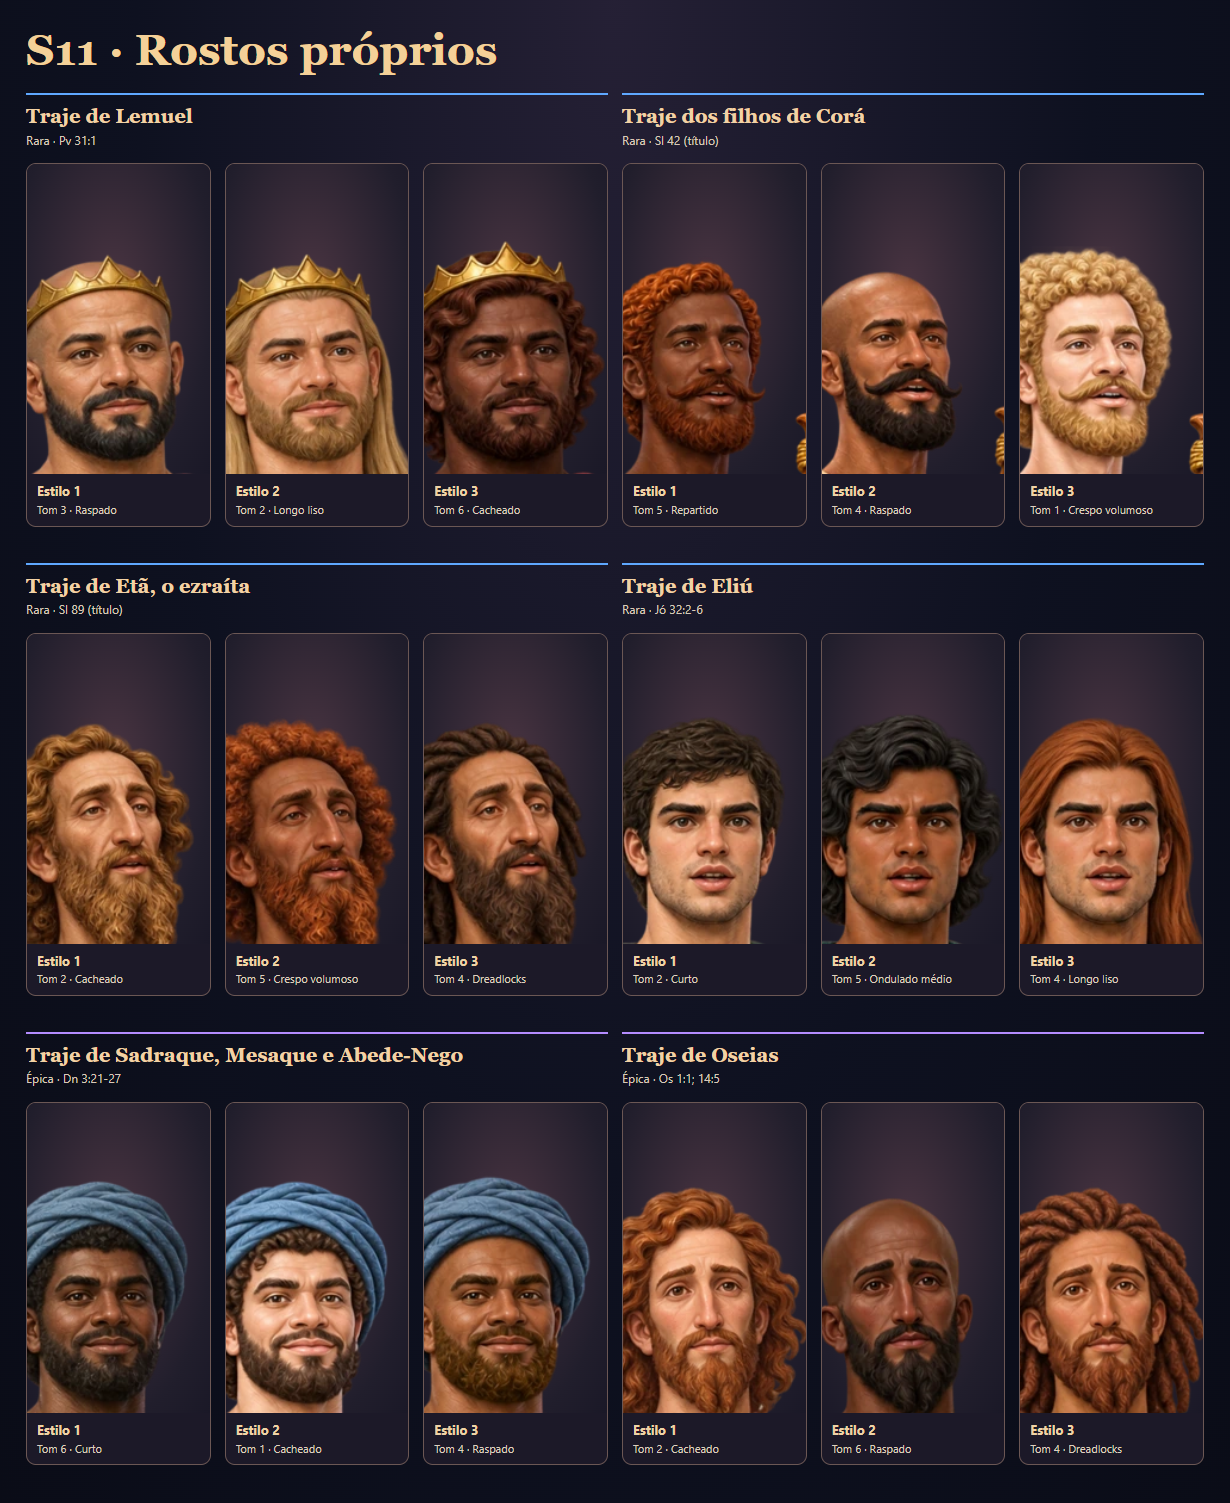 S11 · Rostos próprios
Traje de Lemuel
Rara · Pv 31:1
Estilo 1
Tom 3 · Raspado
Estilo 2
Tom 2 · Longo liso
Estilo 3
Tom 6 · Cacheado
Traje dos filhos de Corá
Rara · Sl 42 (título)
Estilo 1
Tom 5 · Repartido
Estilo 2
Tom 4 · Raspado
Estilo 3
Tom 1 · Crespo volumoso
Traje de Etã, o ezraíta
Rara · Sl 89 (título)
Estilo 1
Tom 2 · Cacheado
Estilo 2
Tom 5 · Crespo volumoso
Estilo 3
Tom 4 · Dreadlocks
Traje de Eliú
Rara · Jó 32:2-6
Estilo 1
Tom 2 · Curto
Estilo 2
Tom 5 · Ondulado médio
Estilo 3
Tom 4 · Longo liso
Traje de Sadraque, Mesaque e Abede-Nego
Épica · Dn 3:21-27
Estilo 1
Tom 6 · Curto
Estilo 2
Tom 1 · Cacheado
Estilo 3
Tom 4 · Raspado
Traje de Oseias
Épica · Os 1:1; 14:5
Estilo 1
Tom 2 · Cacheado
Estilo 2
Tom 6 · Raspado
Estilo 3
Tom 4 · Dreadlocks